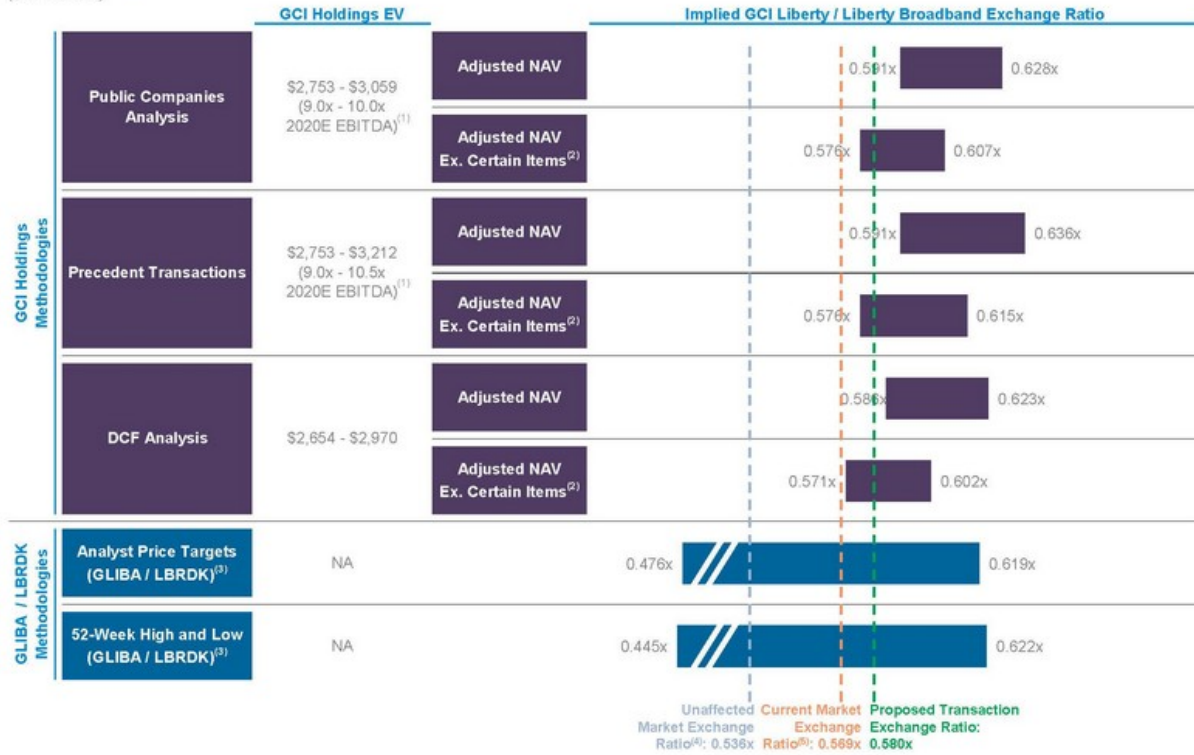 GCI Holdings EV
Implied GCI Liberty / Liberty Broadband Exchange Ratio
GCI Holdings
Methodologies
Public Companies
Analysis
$2,753 - $3,059
(9.0x - 10.0x
2020E EBITDA)(1)
Adjusted NAV
0.591x
0.628x
Adjusted NAV
Ex. Certain Items(2)
0.576x
0.607x
Precedent Transactions
$2,753 - $3,212
(9.0x - 10.5x
2020E EBITDA)(1)
Adjusted NAV
0.591x
0.636x
Adjusted NAV
Ex. Certain Items(2)
0.576x
0.615x
DCF Analysis
$2,654 - $2,970
Adjusted NAV
0.586x
0.623x
Adjusted NAV
Ex. Certain Items(2)
0.571x
0.602x
GLIBA / LBRDK
Methodologies
Analyst Price Targets
(GLIBA / LBRDK)(3)
NA
0.476x
0.619x
52-Week High and Low
(GLIBA / LBRDK)(3)
NA
0.445x
0.622x
Unaffected
Market Exchange
Ratio(4): 0.536x
Current Market
Exchange
Ratio(5): 0.569x
Proposed Transaction
Exchange Ratio:
0.580x